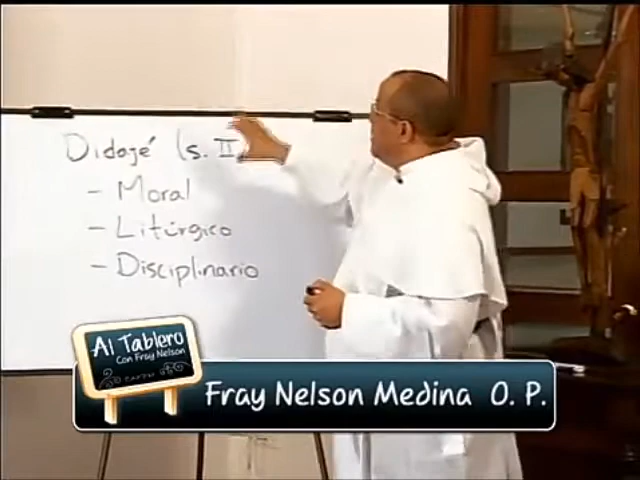 Didajé (s. II
- Moral
- Litúrgico
- Disciplinario
Al Tablero
Con Fray Nelson
Fray Nelson Medina O. P.